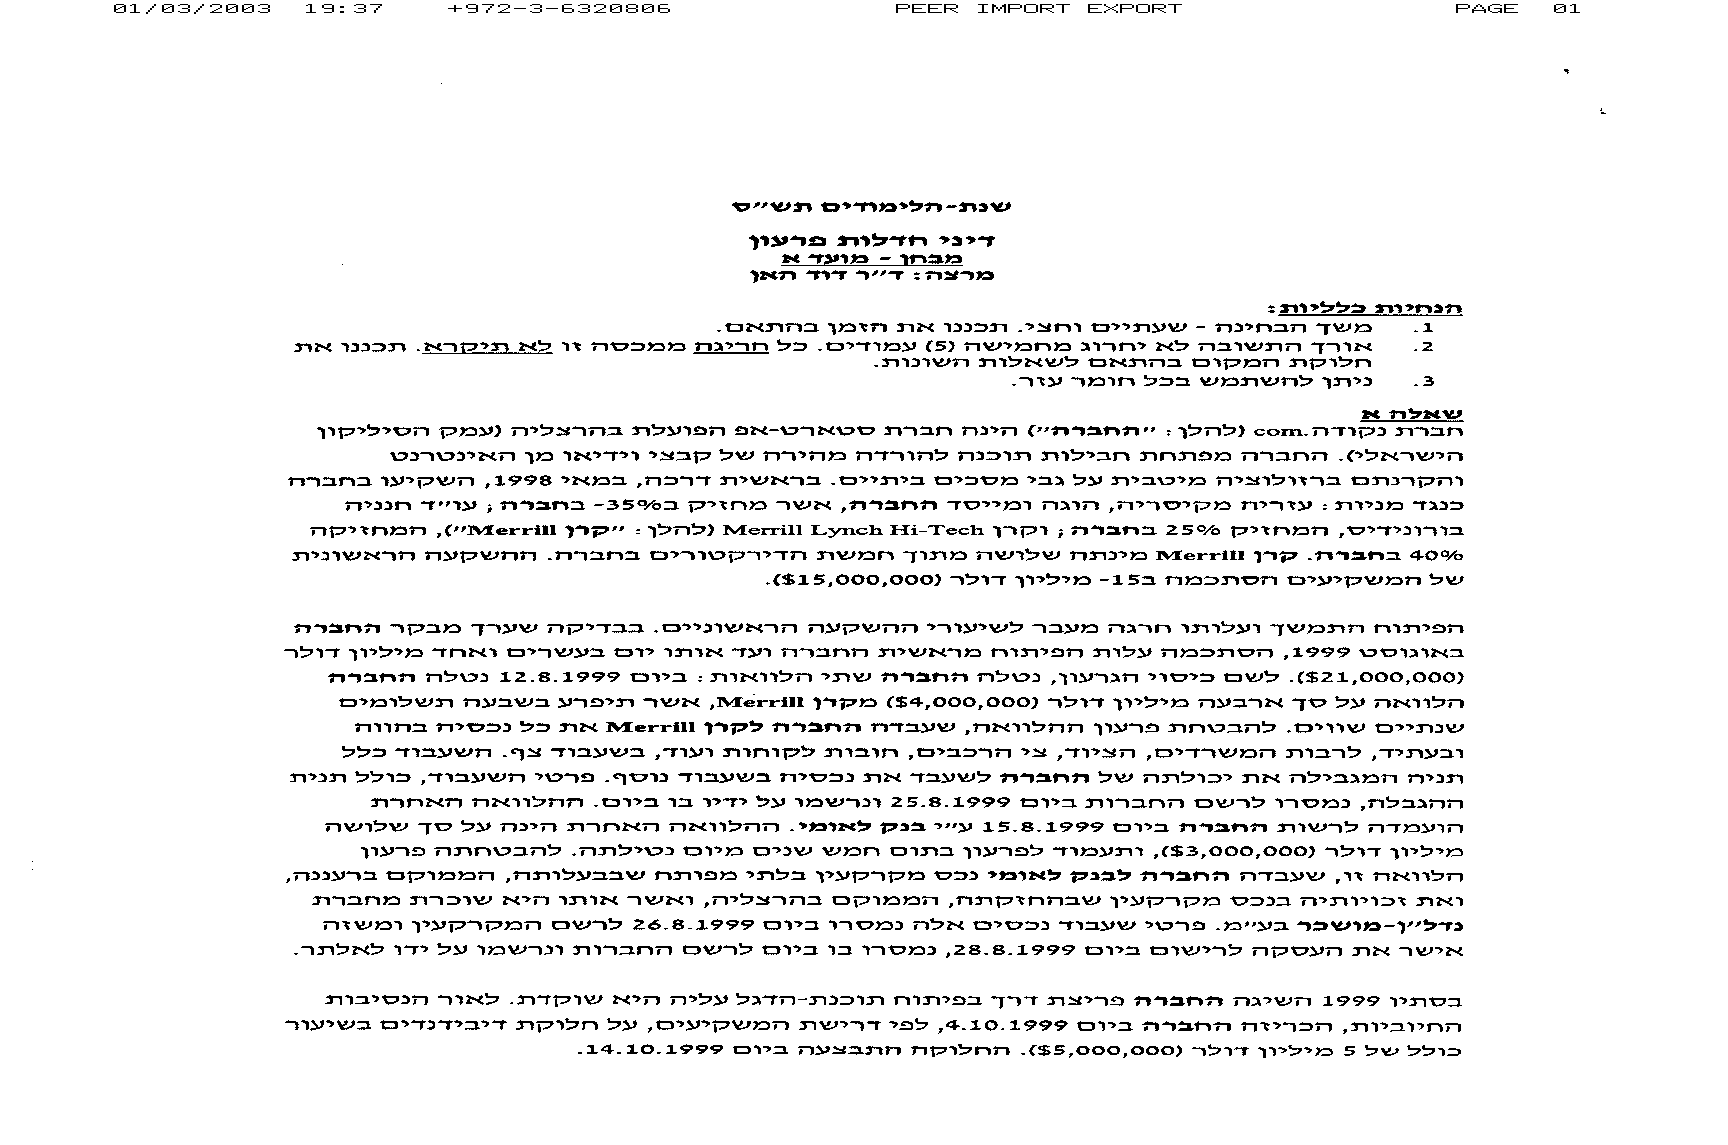 01/03/2003 19:37 +972-3-6320806 PEER IMPORT EXPORT PAGE 01
שנת-הלימודים תש״ס
דיני חדלות פרעון
מבחן - מועד א
מרצה: ד״ר דוד האן
הנחיות כלליות:
1. משך הבחינה - שעתיים וחצי. תכננו את הזמן בהתאם.
2. אורך התשובה לא יחרוג מחמישה (5) עמודים. כל חריגה ממכסה זו לא תיקרא. תכננו את
חלוקת המקום בהתאם לשאלות השונות.
3. ניתן להשתמש בכל חומר עזר.
שאלה א
חברת נקודה.com (להלן: ״החברה״) הינה חברת סטארט-אפ הפועלת בהרצליה (עמק הסיליקון
הישראלי). החברה מפתחת חבילות תוכנה להורדה מהירה של קבצי וידיאו מן האינטרנט
והקרנתם ברזולוציה מיטבית על גבי מסכים ביתיים. בראשית דרכה, במאי 1998, השקיעו בחברה
כנגד מניות: עזריה מקיסריה, הוגה ומייסד החברה, אשר מחזיק ב35%- בחברה; עו״ד חנניה
בורונידיס, המחזיק 25% בחברה; וקרן Merrill Lynch Hi-Tech (להלן: ״קרן Merrill״), המחזיקה
40% בחברה. קרן Merrill מינתה שלושה מתוך חמשת הדירקטורים בחברה. ההשקעה הראשונית
של המשקיעים הסתכמה ב15- מיליון דולר ($15,000,000).
הפיתוח התמשך ועלותו חרגה מעבר לשיעורי ההשקעה הראשוניים. בבדיקה שערך מבקר החברה
באוגוסט 1999, הסתכמה עלות הפיתוח מראשית החברה ועד אותו יום בעשרים ואחד מיליון דולר
($21,000,000). לשם כיסוי הגרעון, נטלה החברה שתי הלוואות: ביום 12.8.1999 נטלה החברה
הלוואה על סך ארבעה מיליון דולר ($4,000,000) מקרן Merrill, אשר תיפרע בשבעה תשלומים
שנתיים שווים. להבטחת פרעון ההלוואה, שעבדה החברה לקרן Merrill את כל נכסיה בהווה
ובעתיד, לרבות המשרדים, הציוד, צי הרכבים, חובות לקוחות ועוד, בשעבוד צף. השעבוד כלל
תניה המגבילה את יכולתה של החברה לשעבד את נכסיה בשעבוד נוסף. פרטי השעבוד, כולל תנית
ההגבלה, נמסרו לרשם החברות ביום 25.8.1999 ונרשמו על ידיו בו ביום. ההלוואה האחרת
הועמדה לרשות החברה ביום 15.8.1999 ע״י בנק לאומי. ההלוואה האחרת הינה על סך שלושה
מיליון דולר ($3,000,000), ותעמוד לפרעון בתום חמש שנים מיום נטילתה. להבטחתה פרעון
הלוואה זו, שעבדה החברה לבנק לאומי נכס מקרקעין בלתי מפותח שבבעלותה, הממוקם ברעננה,
ואת זכויותיה בנכס מקרקעין שבהחזקתה, הממוקם בהרצליה, ואשר אותו היא שוכרת מחברת
נדל״ן-מושכר בע״מ. פרטי שעבוד נכסים אלה נמסרו ביום 26.8.1999 לרשם המקרקעין ומשזה
אישר את העסקה לרישום ביום 28.8.1999, נמסרו בו ביום לרשם החברות ונרשמו על ידו לאלתר.
בסתיו 1999 השיגה החברה פריצת דרך בפיתוח תוכנת-הדגל עליה היא שוקדת. לאור הנסיבות
החיוביות, הכריזה החברה ביום 4.10.1999, לפי דרישת המשקיעים, על חלוקת דיבידנדים בשיעור
כולל של 5 מיליון דולר ($5,000,000). החלוקה התבצעה ביום 14.10.1999.